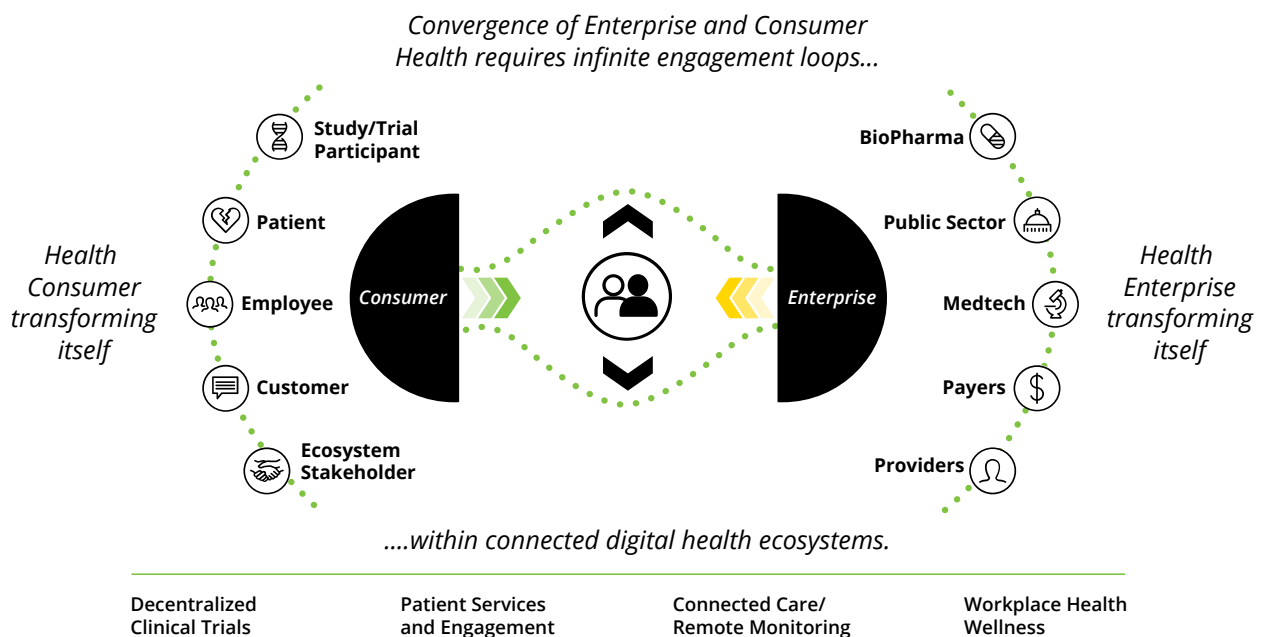 Convergence of Enterprise and Consumer
Health requires infinite engagement loops...
Study/Trial
Participant
Patient
Employee
Customer
Ecosystem
Stakeholder
Health
Consumer
transforming
itself
Consumer
Enterprise
BioPharma
Public Sector
Medtech
Payers
Providers
Health
Enterprise
transforming
itself
....within connected digital health ecosystems.
Decentralized
Clinical Trials
Patient Services
and Engagement
Connected Care/
Remote Monitoring
Workplace Health
Wellness